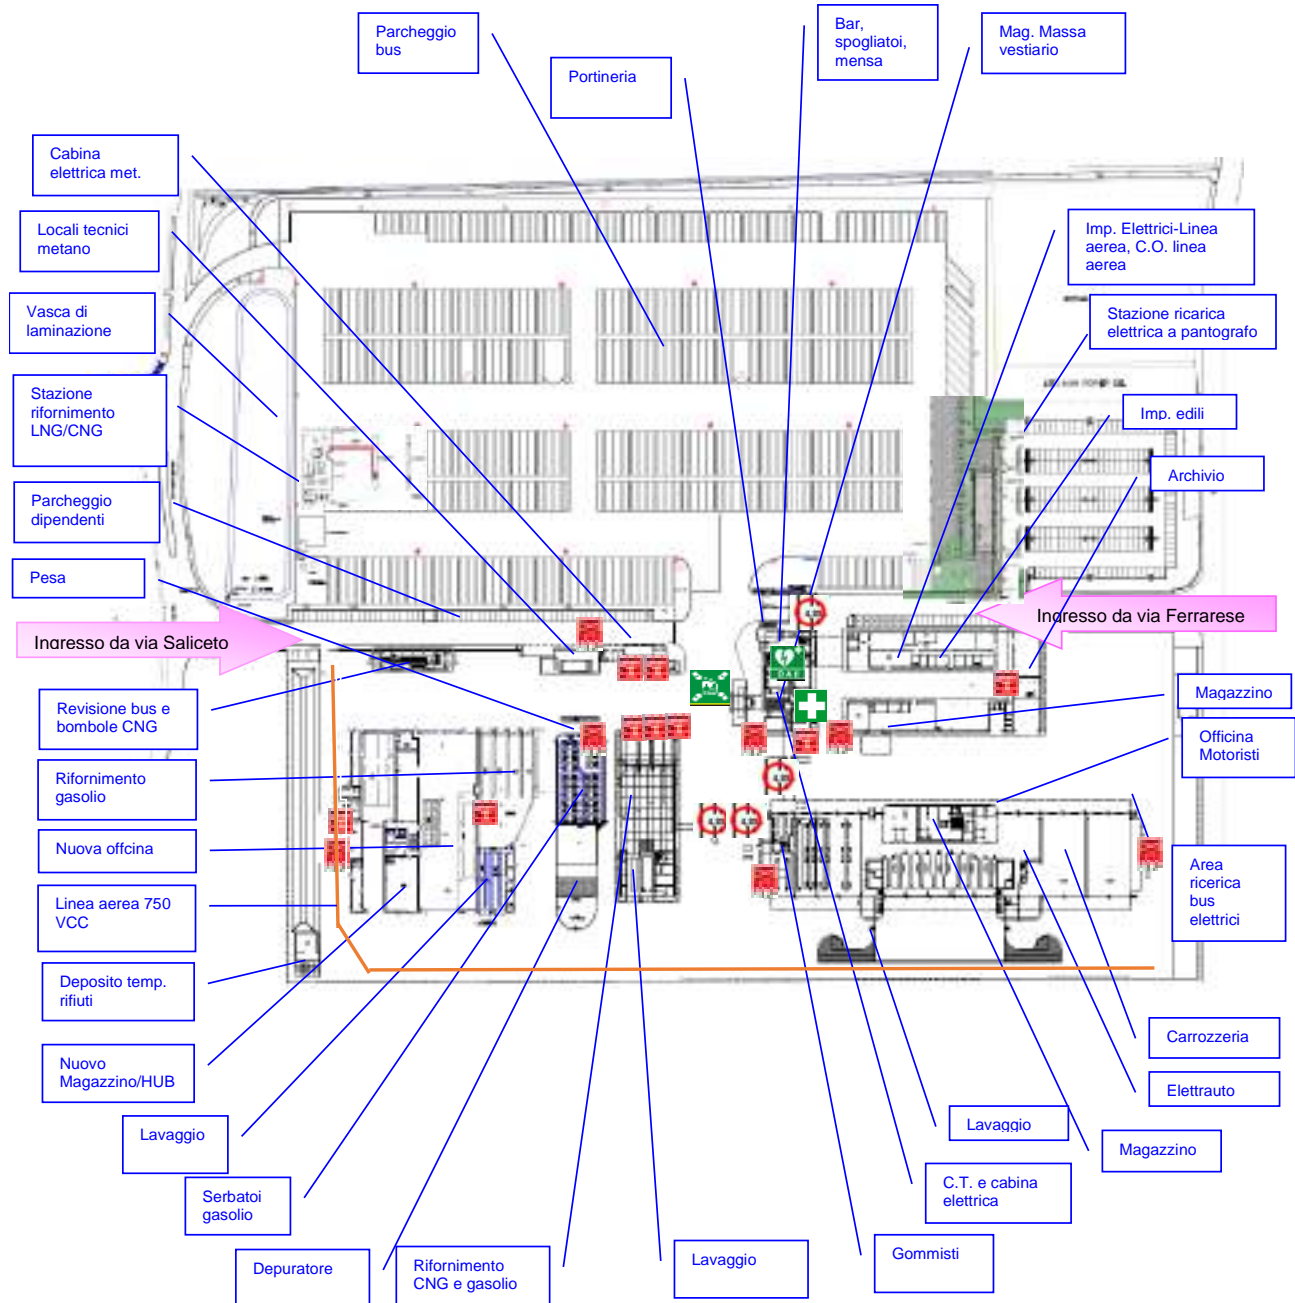 Parcheggio
bus
Bar,
spogliatoi,
mensa
Mag. Massa
vestiario
Portineria
Cabina
elettrica met.
Locali tecnici
metano
Imp. Elettrici-Linea
aerea, C.O. linea
aerea
Vasca di
laminazione
Stazione ricarica
elettrica a pantografo
Stazione
rifornimento
LNG/CNG
Imp. edili
Archivio
Parcheggio
dipendenti
Pesa
Ingresso da via Saliceto
Ingresso da via Ferrarese
Revisione bus e
bombole CNG
Magazzino
Officina
Motoristi
Rifornimento
gasolio
Nuova offcina
Linea aerea 750
VCC
Area
ricerica
bus
elettrici
Deposito temp.
rifiuti
Nuovo
Magazzino/HUB
Carrozzeria
Elettrauto
Lavaggio
Lavaggio
Magazzino
Serbatoi
gasolio
C.T. e cabina
elettrica
Depuratore
Rifornimento
CNG e gasolio
Lavaggio
Gommisti